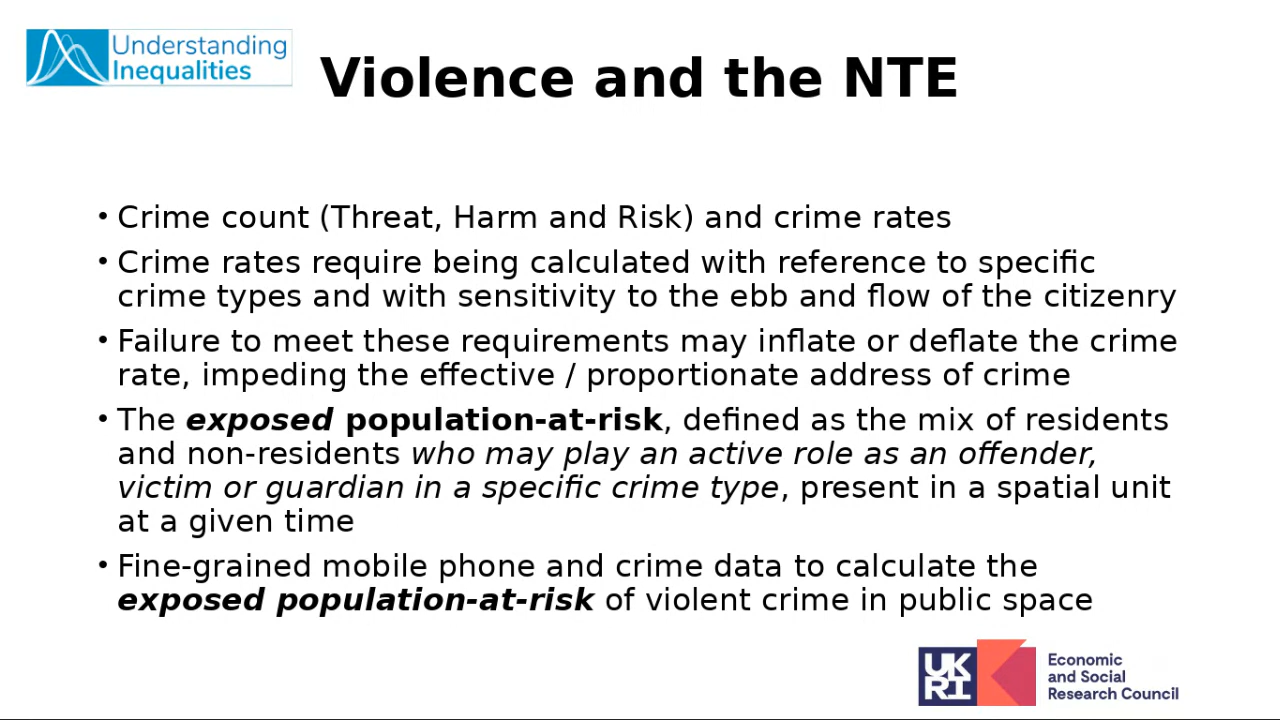 Understanding
Inequalities
Violence and the NTE
• Crime count (Threat, Harm and Risk) and crime rates
• Crime rates require being calculated with reference to specific
crime types and with sensitivity to the ebb and flow of the citizenry
• Failure to meet these requirements may inflate or deflate the crime
rate, impeding the effective / proportionate address of crime
• The exposed population-at-risk, defined as the mix of residents
and non-residents who may play an active role as an offender,
victim or guardian in a specific crime type, present in a spatial unit
at a given time
• Fine-grained mobile phone and crime data to calculate the
exposed population-at-risk of violent crime in public space
UK
RI
Economic
and Social
Research Council